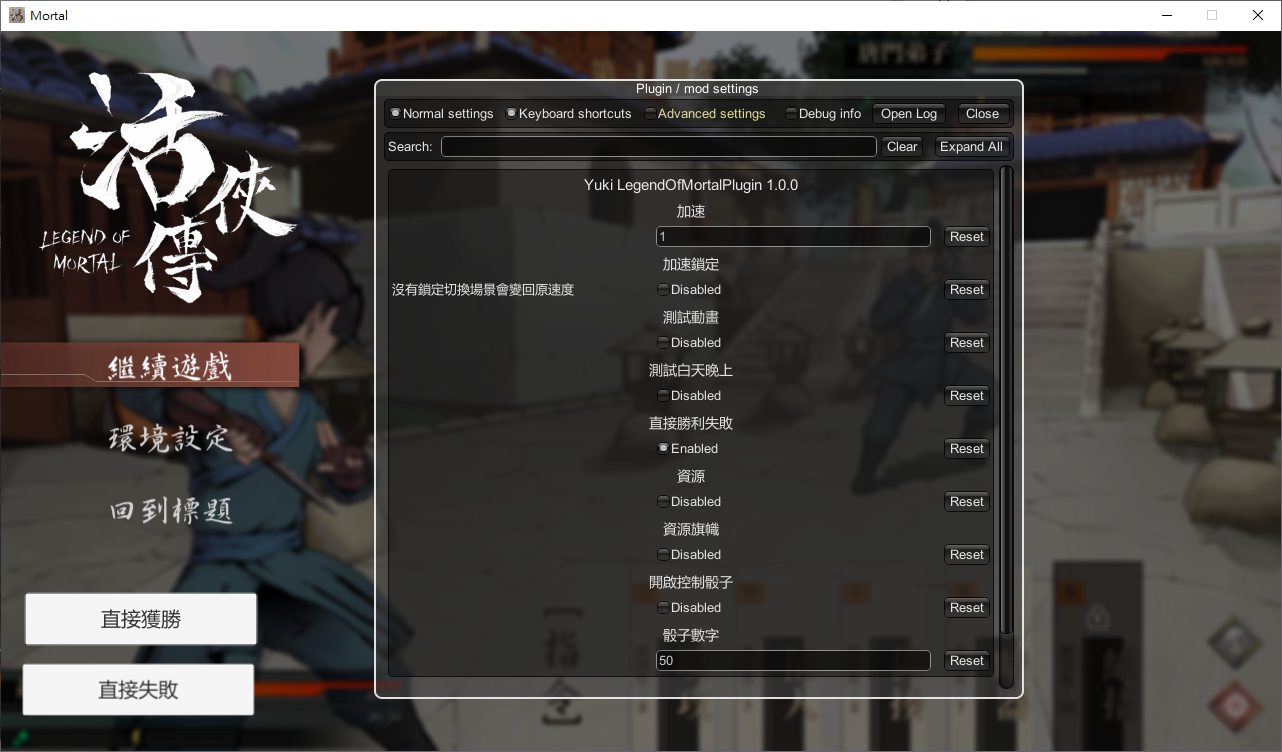 Mortal
唐門弟子
活俠傳
LEGEND OF
MORTAL
繼續遊戲
環境設定
回到標題
直接獲勝
直接失敗
Plugin / mod settings
Normal settings Keyboard shortcuts Advanced settings Debug info Open Log Close
Search: Clear Expand All
Yuki LegendOfMortalPlugin 1.0.0
加速
1 Reset
加速鎖定
沒有鎖定切換場景會變回原速度 Disabled Reset
測試動畫
Disabled Reset
測試白天晚上
Disabled Reset
直接勝利失敗
Enabled Reset
資源
Disabled Reset
資源旗幟
Disabled Reset
開啟控制骰子
Disabled Reset
骰子數字
50 Reset
指令